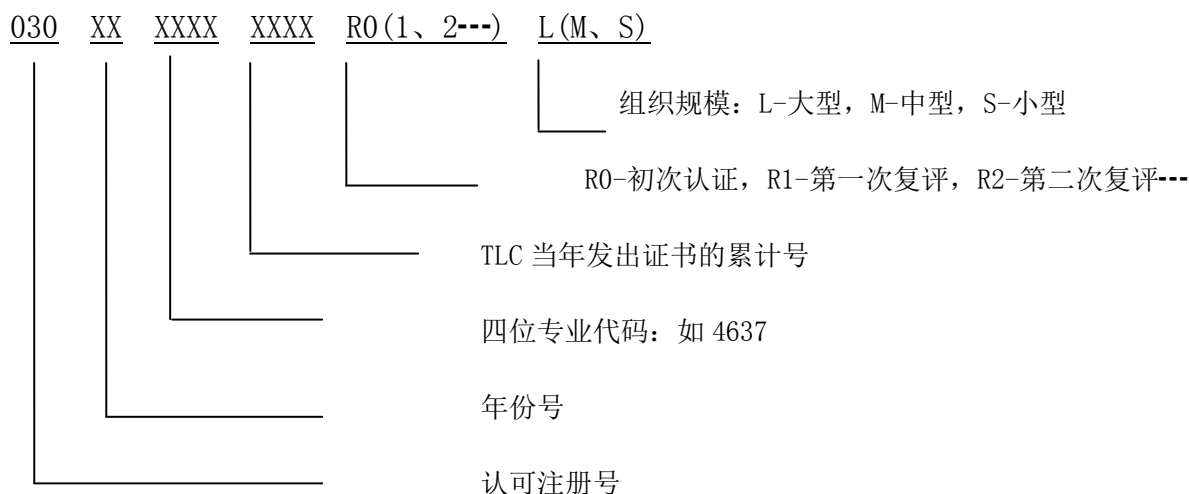 030 XX XXXX XXXX R0(1、2---) L(M、S)
组织规模：L-大型，M-中型，S-小型
R0-初次认证，R1-第一次复评，R2-第二次复评---
TLC 当年发出证书的累计号
四位专业代码：如 4637
年份号
认可注册号